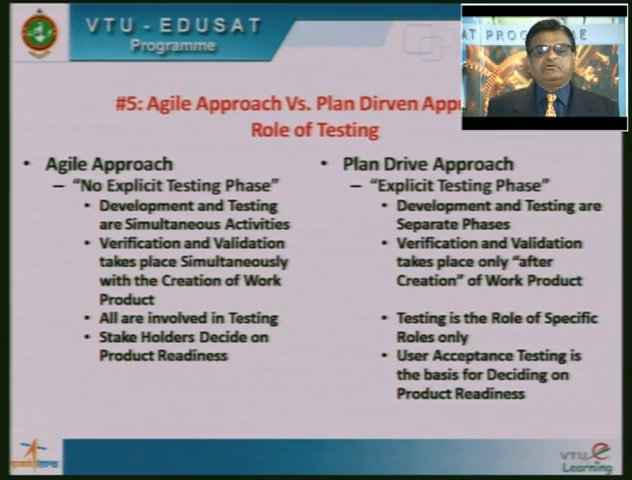 VTU - EDUSAT
Programme
AT PROGRAMME
#5: Agile Approach Vs. Plan Dirven App
Role of Testing
• Agile Approach
– “No Explicit Testing Phase”
• Development and Testing
are Simultaneous Activities
• Verification and Validation
takes place Simultaneously
with the Creation of Work
Product
• All are involved in Testing
• Stake Holders Decide on
Product Readiness
• Plan Drive Approach
– “Explicit Testing Phase”
• Development and Testing are
Separate Phases
• Verification and Validation
takes place only “after
Creation” of Work Product
• Testing is the Role of Specific
Roles only
• User Acceptance Testing is
the basis for Deciding on
Product Readiness
VTU e
Learning